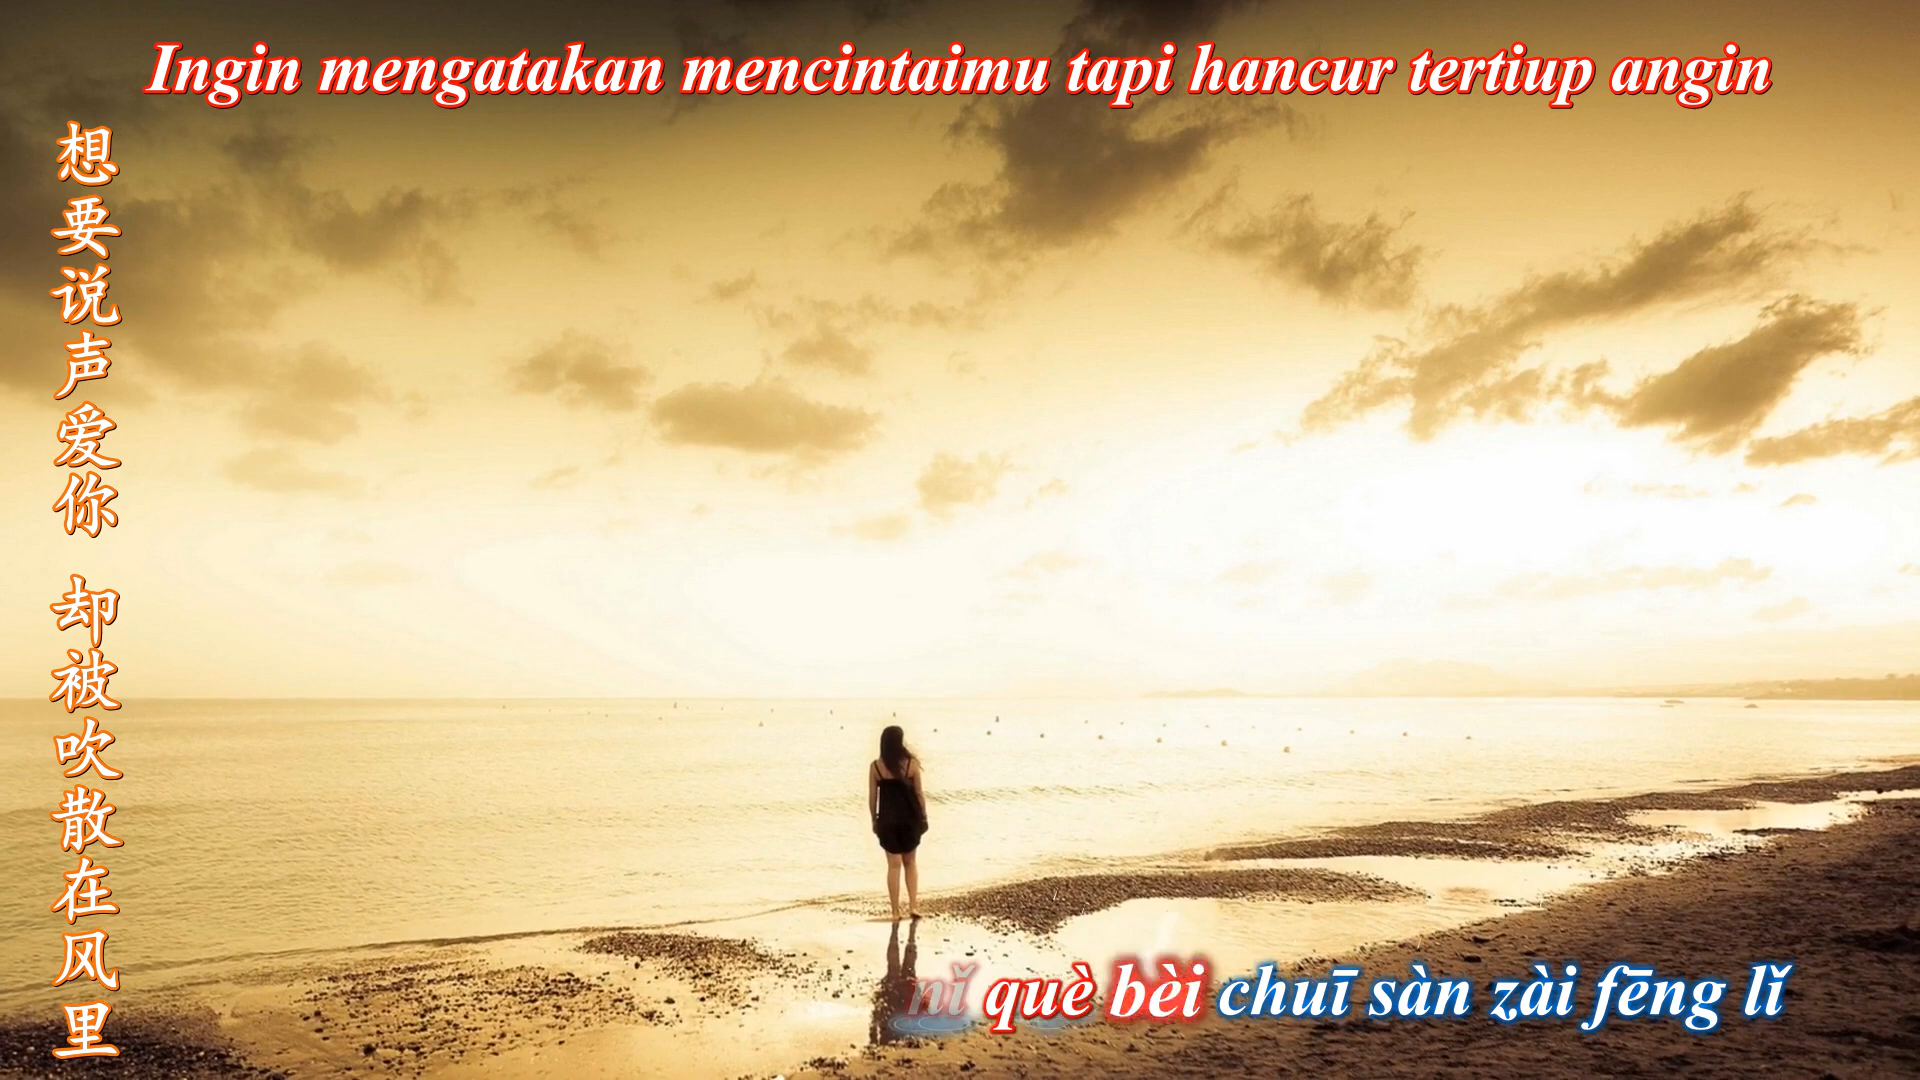 Ingin mengatakan mencintaimu tapi hancur tertiup angin
想要说声爱你 却被吹散在风里
nǐ què bèi chuī sàn zài fēng lǐ